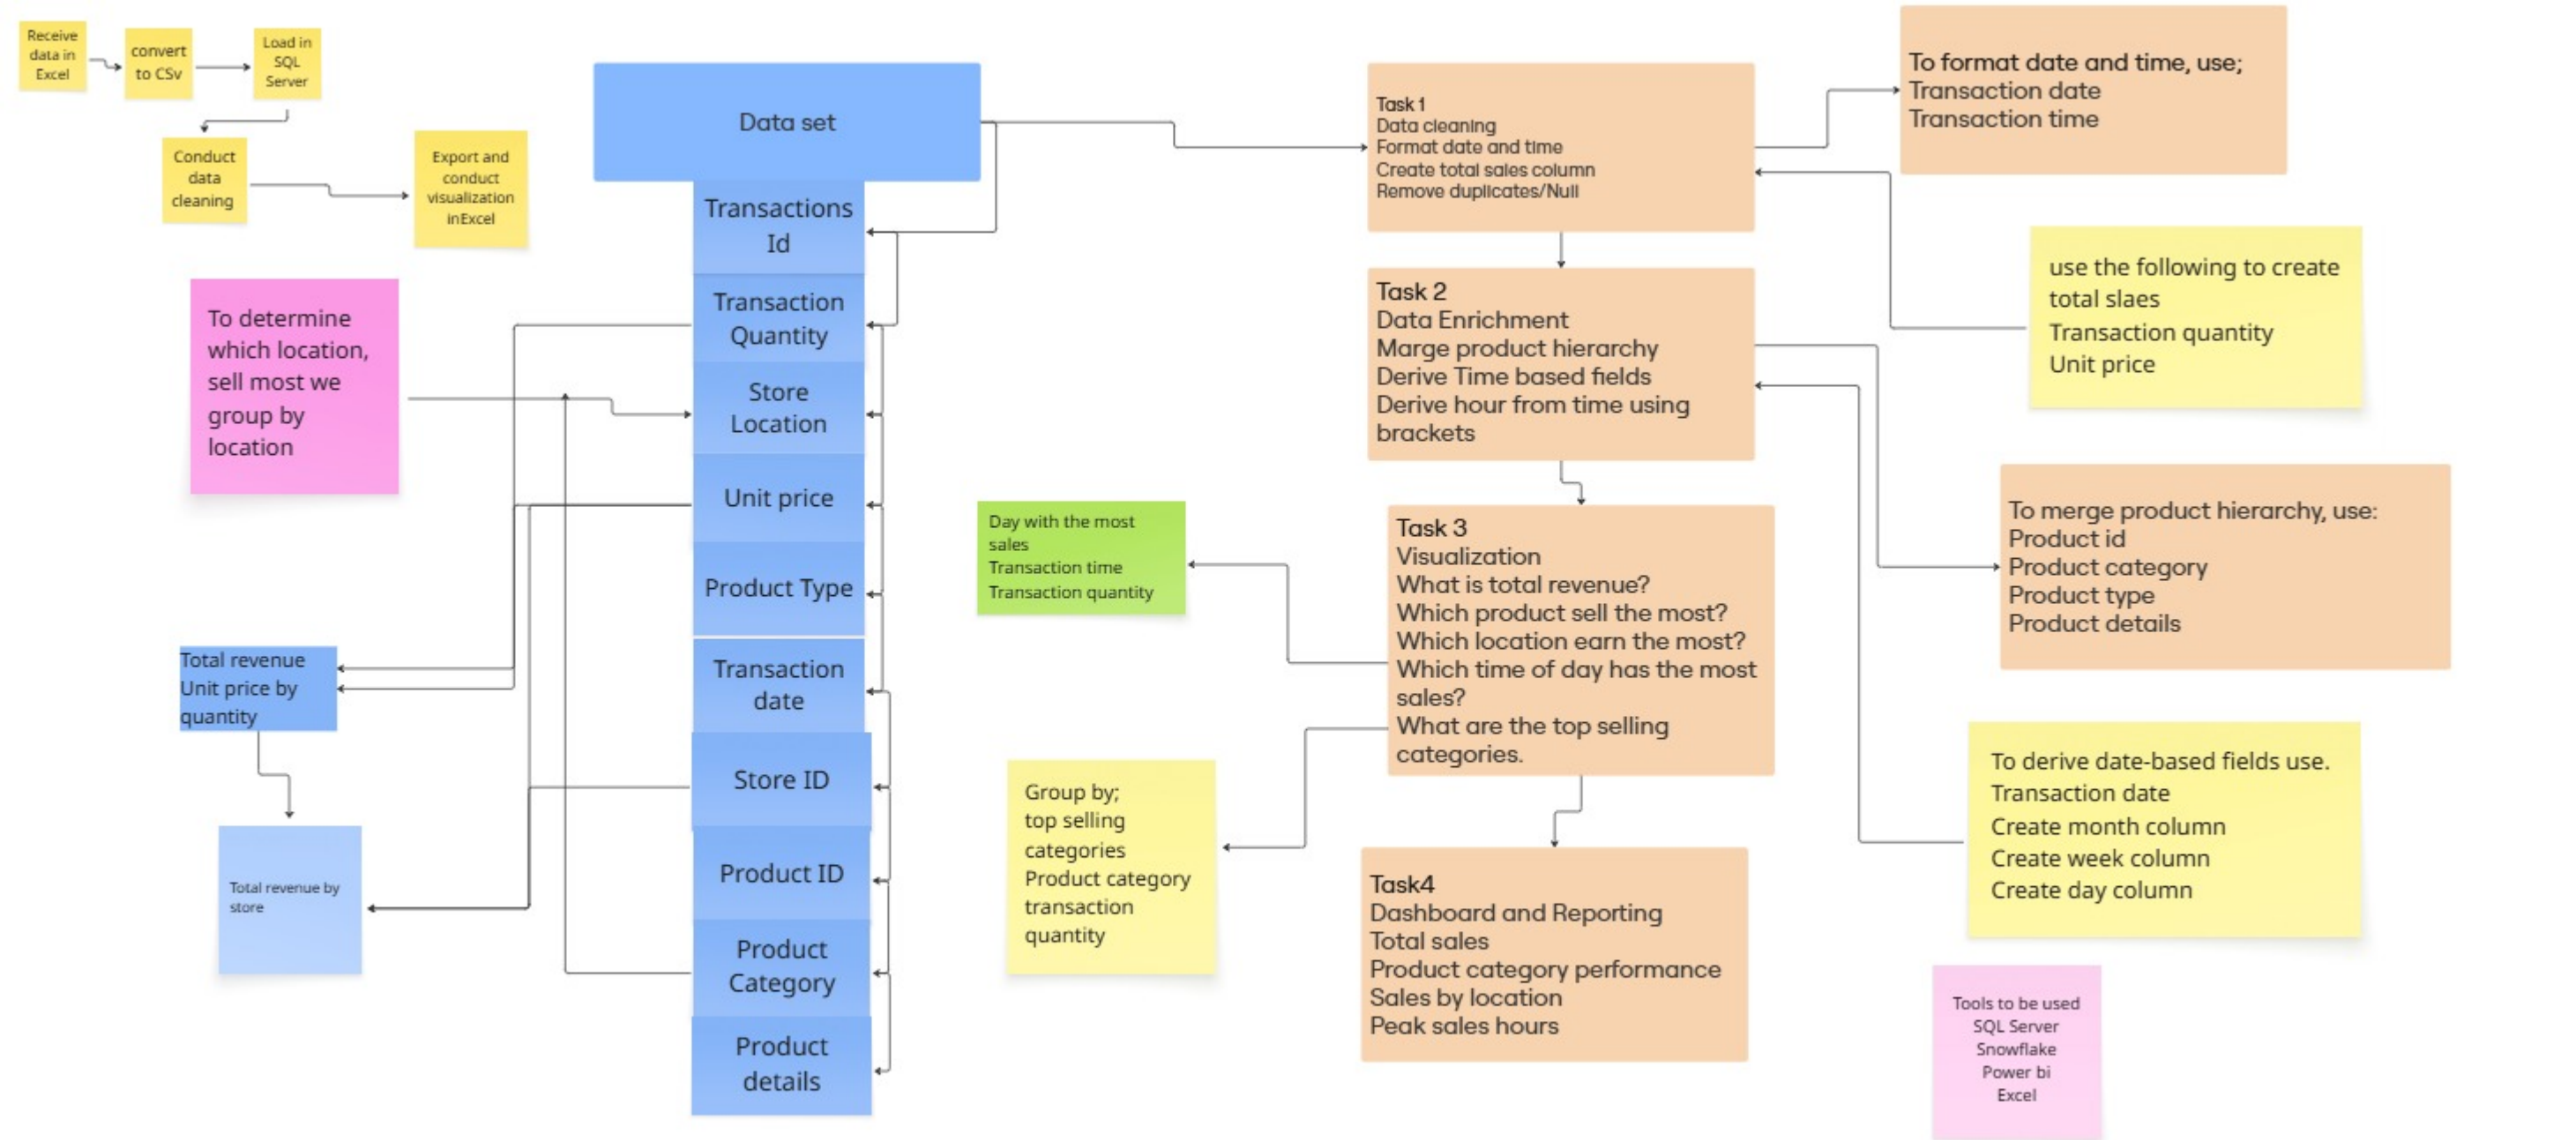 Receive
data in
Excel
convert
to CSv
Load in
SQL
Server
Conduct
data
cleaning
Export and
conduct
visualization
inExcel
To determine
which location,
sell most we
group by
location
Total revenue
Unit price by
quantity
Total revenue by
store
Data set
Transactions
Id
Transaction
Quantity
Store
Location
Unit price
Product Type
Transaction
date
Store ID
Product ID
Product
Category
Product
details
Day with the most
sales
Transaction time
Transaction quantity
Group by;
top selling
categories
Product category
transaction
quantity
Task 1
Data cleaning
Format date and time
Create total sales column
Remove duplicates/Null
Task 2
Data Enrichment
Marge product hierarchy
Derive Time based fields
Derive hour from time using
brackets
Task 3
Visualization
What is total revenue?
Which product sell the most?
Which location earn the most?
Which time of day has the most
sales?
What are the top selling
categories.
Task4
Dashboard and Reporting
Total sales
Product category performance
Sales by location
Peak sales hours
To format date and time, use;
Transaction date
Transaction time
use the following to create
total slaes
Transaction quantity
Unit price
To merge product hierarchy, use:
Product id
Product category
Product type
Product details
To derive date-based fields use.
Transaction date
Create month column
Create week column
Create day column
Tools to be used
SQL Server
Snowflake
Power bi
Excel